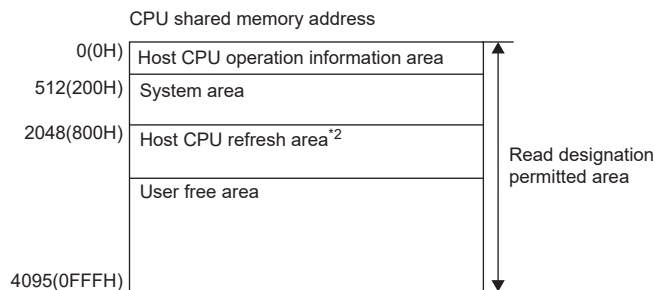 CPU shared memory address
0(0H)
Host CPU operation information area
512(200H)
System area
2048(800H)
Host CPU refresh area*2
Read designation
permitted area
User free area
4095(0FFFH)